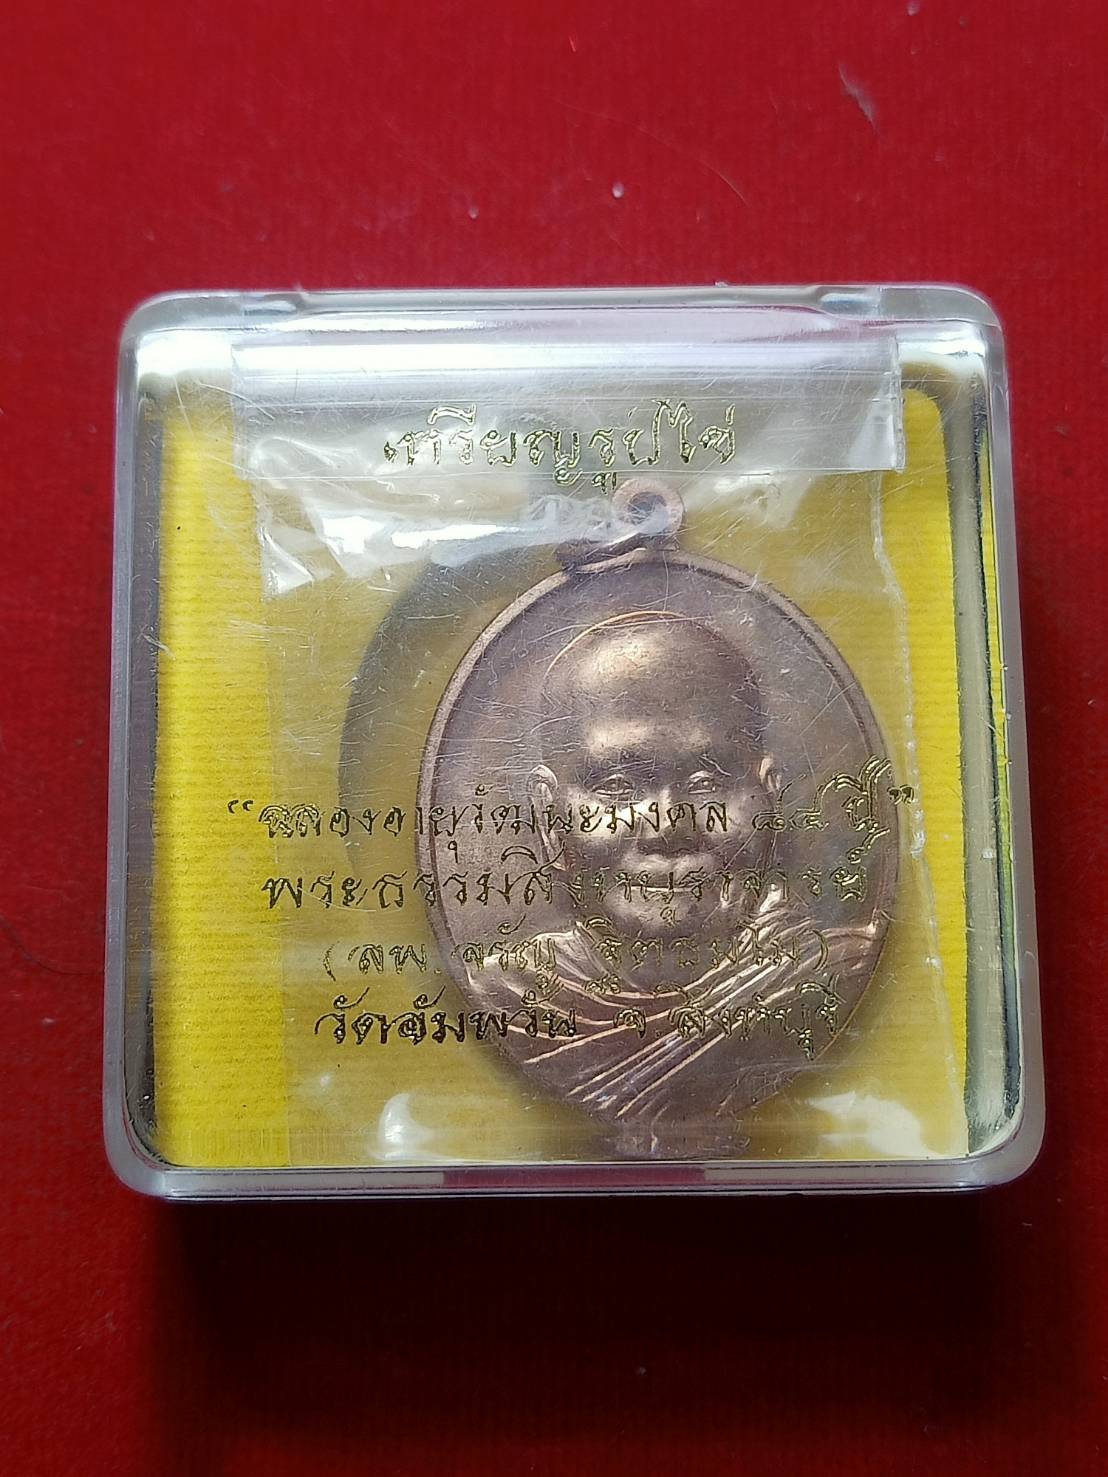 เหรียญรูปไข่
“ฉลองอายุวัฒนะมงคล ๘๔ ปี”
พระธรรมสิงหบุราจารย์
(ลพ.จรัญ ฐิตธมฺโม)
วัดอัมพวัน จ.สิงห์บุรี